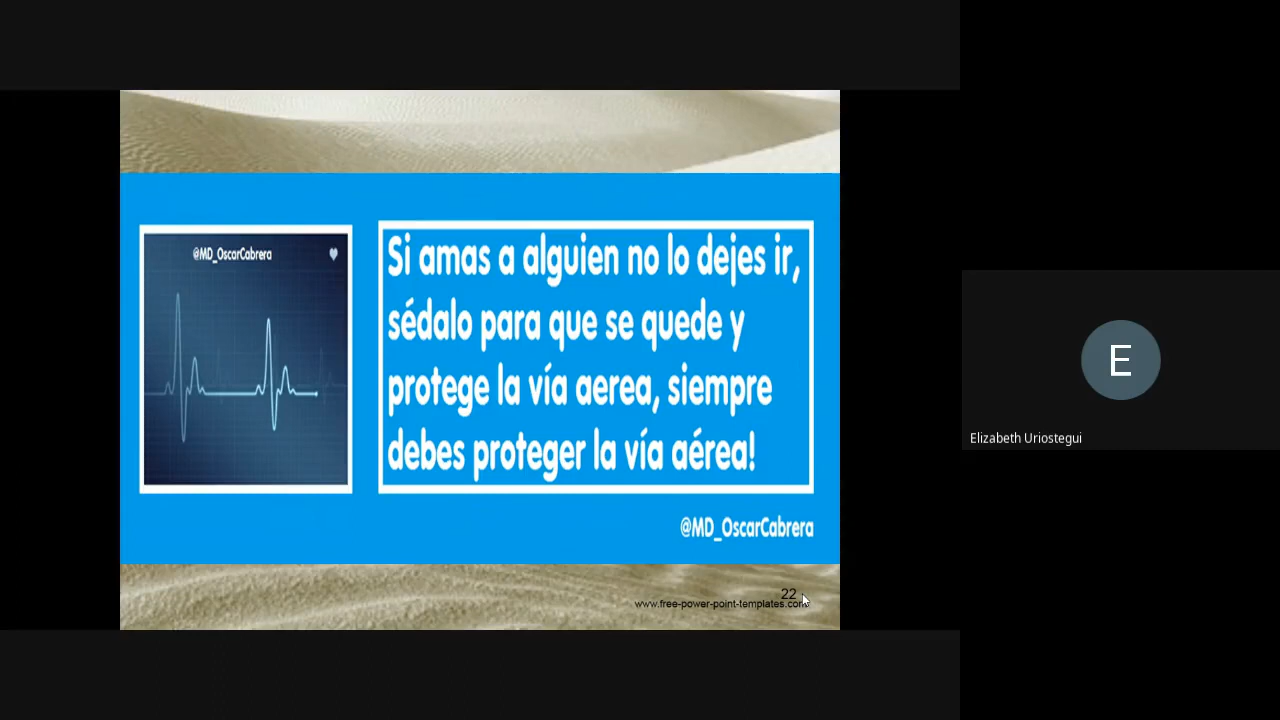 @MD_OscarCabrera
Si amas a alguien no lo dejes ir,
sédalo para que se quede y
protege la vía aerea, siempre
debes proteger la vía aérea!
@MD_OscarCabrera
22
www.free-power-point-templates.com
E
Elizabeth Uriostegui